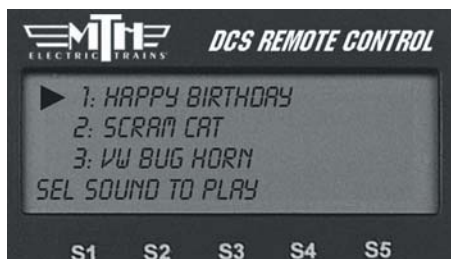 MTH DCS REMOTE CONTROL
ELECTRIC TRAINS
▶ 1: HAPPY BIRTHDAY
2: SCRAM CAT
3: VW BUG HORN
SEL SOUND TO PLAY
S1 S2 S3 S4 S5